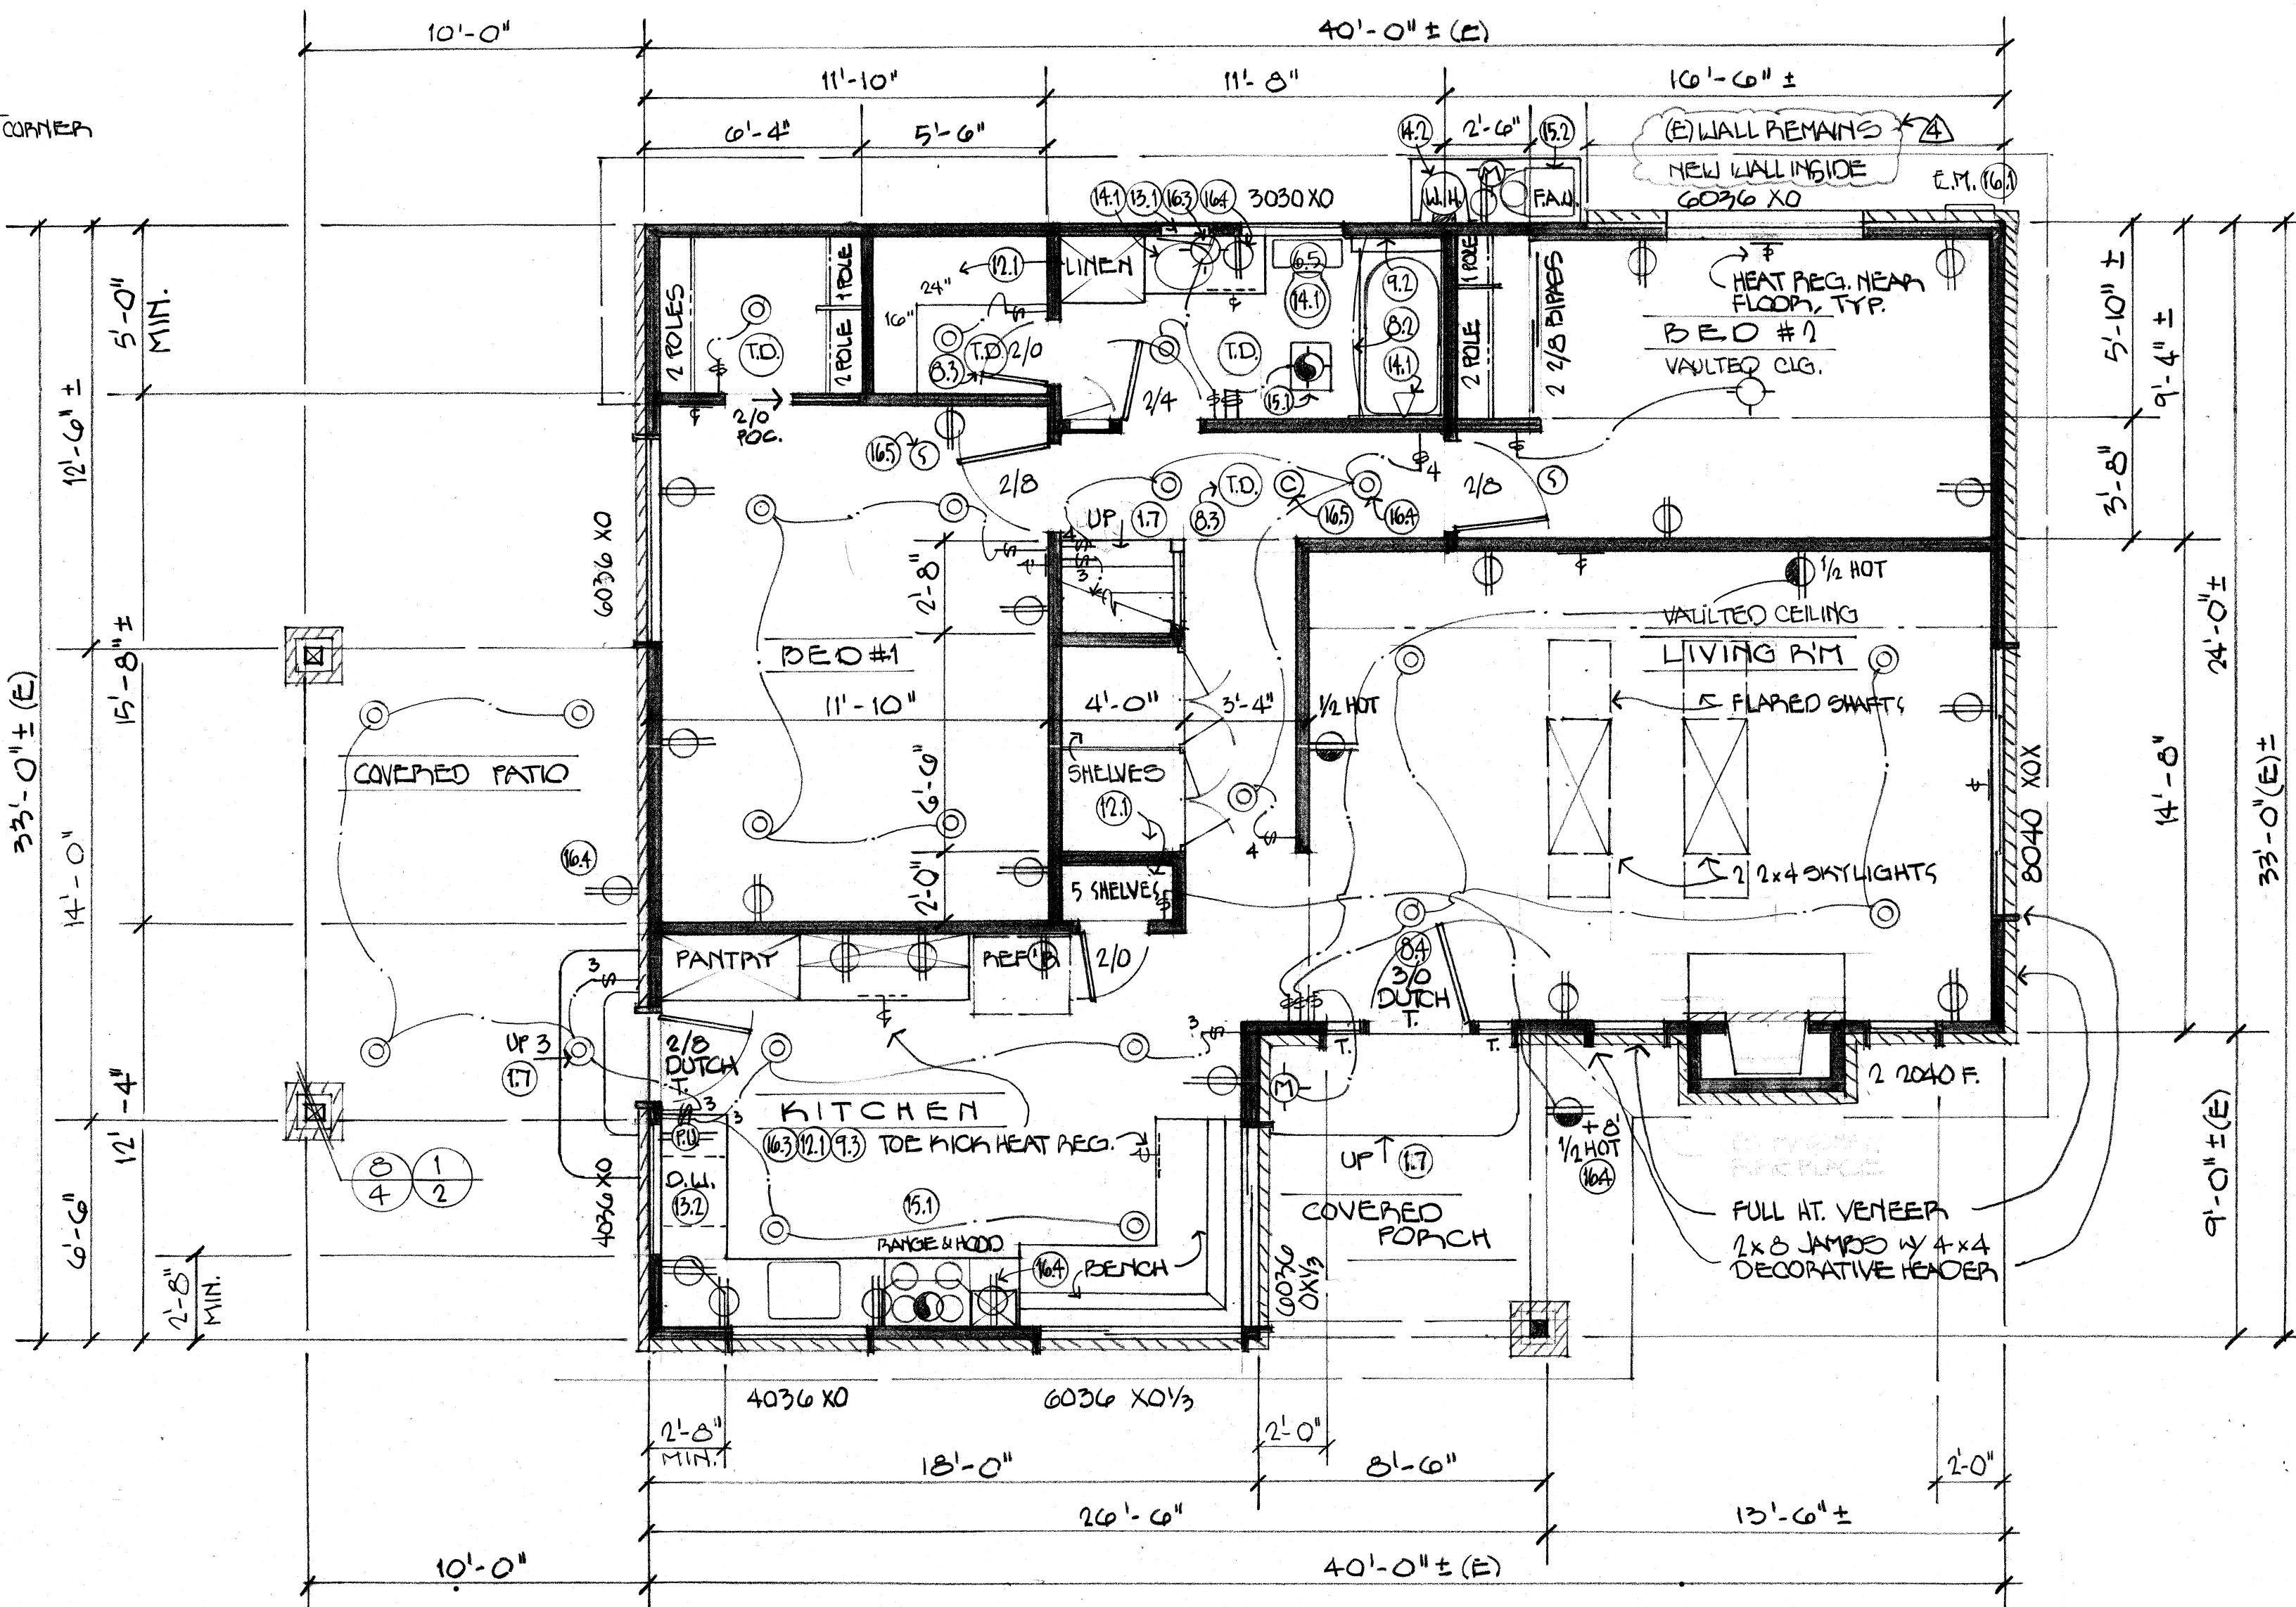 10'-0"
40'-0" ± (E)
11'-10"
11'-8"
16'-6" ±
CORNER
6'-4"
5'-6"
14.2
2'-6"
15.2
(E) WALL REMAINS
4
NEW WALL INSIDE
6036 XO
E.M. 16.1
14.1 13.1 16.3 16.4 3030 XO
W.H.
M
F.A.U.
5'-0"
MIN.
12'-6" ±
2 POLES
1 POLE
2 POLE
T.D.
12.1
24"
16"
T.D. 2/0
8.3
LINEN
6.5
14.1
9.2
8.2
14.1
T.D.
15.1
2/4
1 POLE
2 POLE
2 2/8 BIPASS
HEAT REG. NEAR
FLOOR, TYP.
BED #2
VAULTED CLG.
5'-10" ±
9'-4" ±
3'-8"
2/0
POC.
16.5 S
2/8
UP 1.7
8.3
T.D.
C
16.5
16.4
4
2/8
S
4
3
6036 XO
2'-8"
BED #1
11'-10"
4'-0"
3'-4"
1/2 HOT
6'-6"
SHELVES
12.1
4
2'-0"
5 SHELVES
1/2 HOT
VAULTED CEILING
LIVING R'M
FLARED SHAFTS
2 2x4 SKYLIGHTS
8040 XOX
24'-0" ±
14'-8"
33'-0" (E) ±
33'-0" ± (E)
15'-8" ±
14'-0"
COVERED PATIO
16.4
PANTRY
REF'R
2/0
8.4
3/0
DUTCH
T.
3
UP 3
1.7
2/8
DUTCH
T.
3
3
3
T.
T.
M
2 2040 F.
12'-4"
KITCHEN
16.3 12.1 9.3 TOE KICK HEAT REG.
P.U.
D.W.
13.2
15.1
UP 1.7
+8'
1/2 HOT
16.4
COVERED
PORCH
FULL HT. VENEER
2x8 JAMBS W/ 4x4
DECORATIVE HEADER
9'-0" ± (E)
8
4
1
2
6'-6"
4036 XO
RANGE & HOOD
16.4
BENCH
6036
OX1/3
2'-8"
MIN.
4036 XO
6036 XO1/3
2'-8"
MIN.
2'-0"
18'-0"
8'-6"
2'-0"
26'-6"
13'-6" ±
10'-0"
40'-0" ± (E)